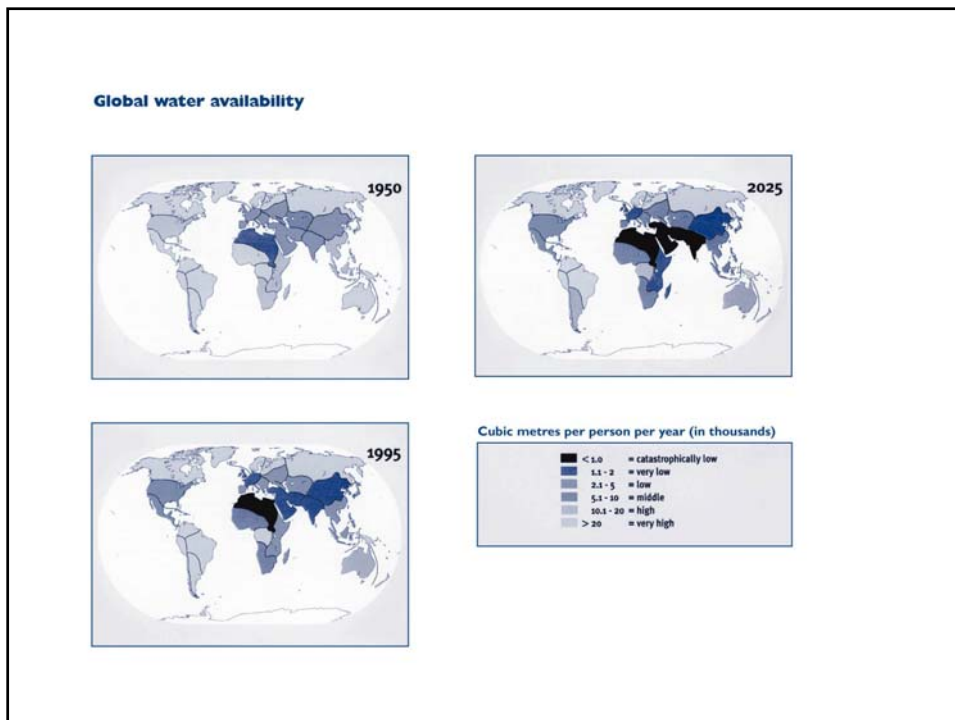 Global water availability
1950
2025
1995
Cubic metres per person per year (in thousands)
< 1.0 = catastrophically low
1.1 - 2 = very low
2.1 - 5 = low
5.1 - 10 = middle
10.1 - 20 = high
> 20 = very high